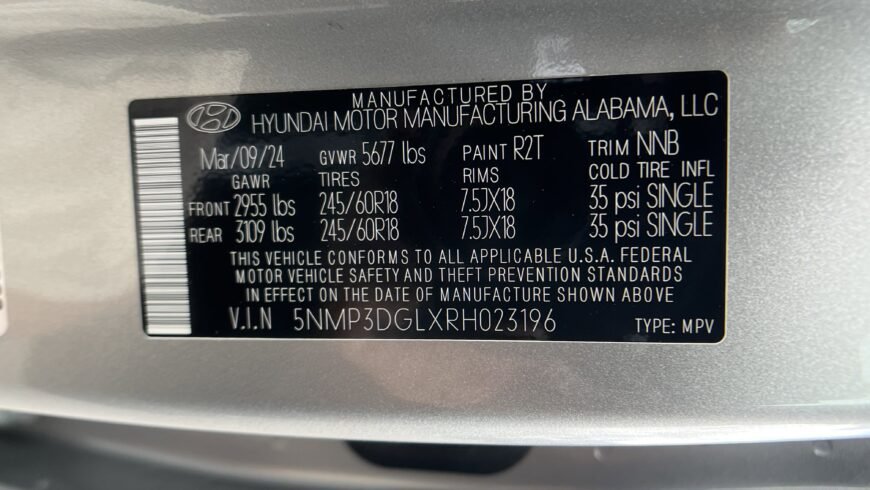 MANUFACTURED BY
HYUNDAI MOTOR MANUFACTURING ALABAMA, LLC
Mar/09/24 GVWR 5677 lbs PAINT R2T TRIM NNB
GAWR TIRES RIMS COLD TIRE INFL
FRONT 2955 lbs 245/60R18 7.5JX18 35 psi SINGLE
REAR 3109 lbs 245/60R18 7.5JX18 35 psi SINGLE
THIS VEHICLE CONFORMS TO ALL APPLICABLE U.S.A. FEDERAL
MOTOR VEHICLE SAFETY AND THEFT PREVENTION STANDARDS
IN EFFECT ON THE DATE OF MANUFACTURE SHOWN ABOVE
V.I.N 5NMP3DGLXRH023196 TYPE: MPV